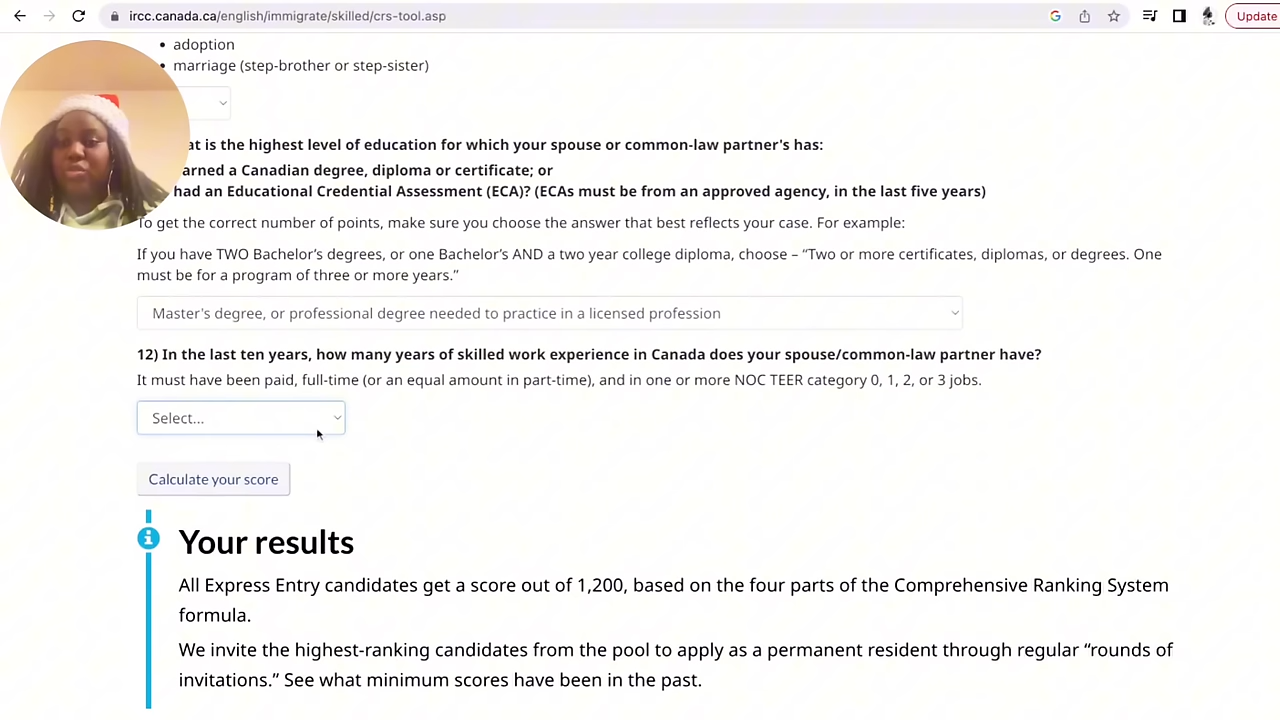 ircc.canada.ca/english/immigrate/skilled/crs-tool.asp
Update
adoption
marriage (step-brother or step-sister)
is the highest level of education for which your spouse or common-law partner's has:
a Canadian degree, diploma or certificate; or
had an Educational Credential Assessment (ECA)? (ECAs must be from an approved agency, in the last five years)
To get the correct number of points, make sure you choose the answer that best reflects your case. For example:
If you have TWO Bachelor’s degrees, or one Bachelor’s AND a two year college diploma, choose – “Two or more certificates, diplomas, or degrees. One
must be for a program of three or more years.”
Master's degree, or professional degree needed to practice in a licensed profession
12) In the last ten years, how many years of skilled work experience in Canada does your spouse/common-law partner have?
It must have been paid, full-time (or an equal amount in part-time), and in one or more NOC TEER category 0, 1, 2, or 3 jobs.
Select...
Calculate your score
Your results
All Express Entry candidates get a score out of 1,200, based on the four parts of the Comprehensive Ranking System
formula.
We invite the highest-ranking candidates from the pool to apply as a permanent resident through regular “rounds of
invitations.” See what minimum scores have been in the past.